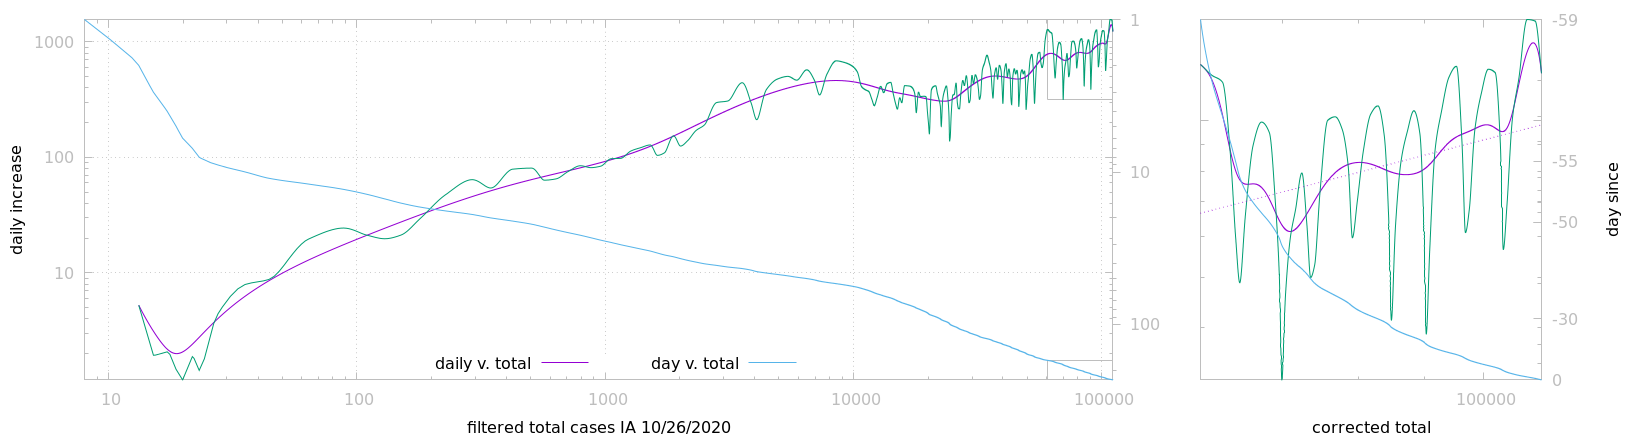 1000
100
10
daily increase
10
100
1000
10000
100000
1
10
100
daily v. total
day v. total
filtered total cases IA 10/26/2020
-59
-55
-50
-30
0
day since
100000
corrected total